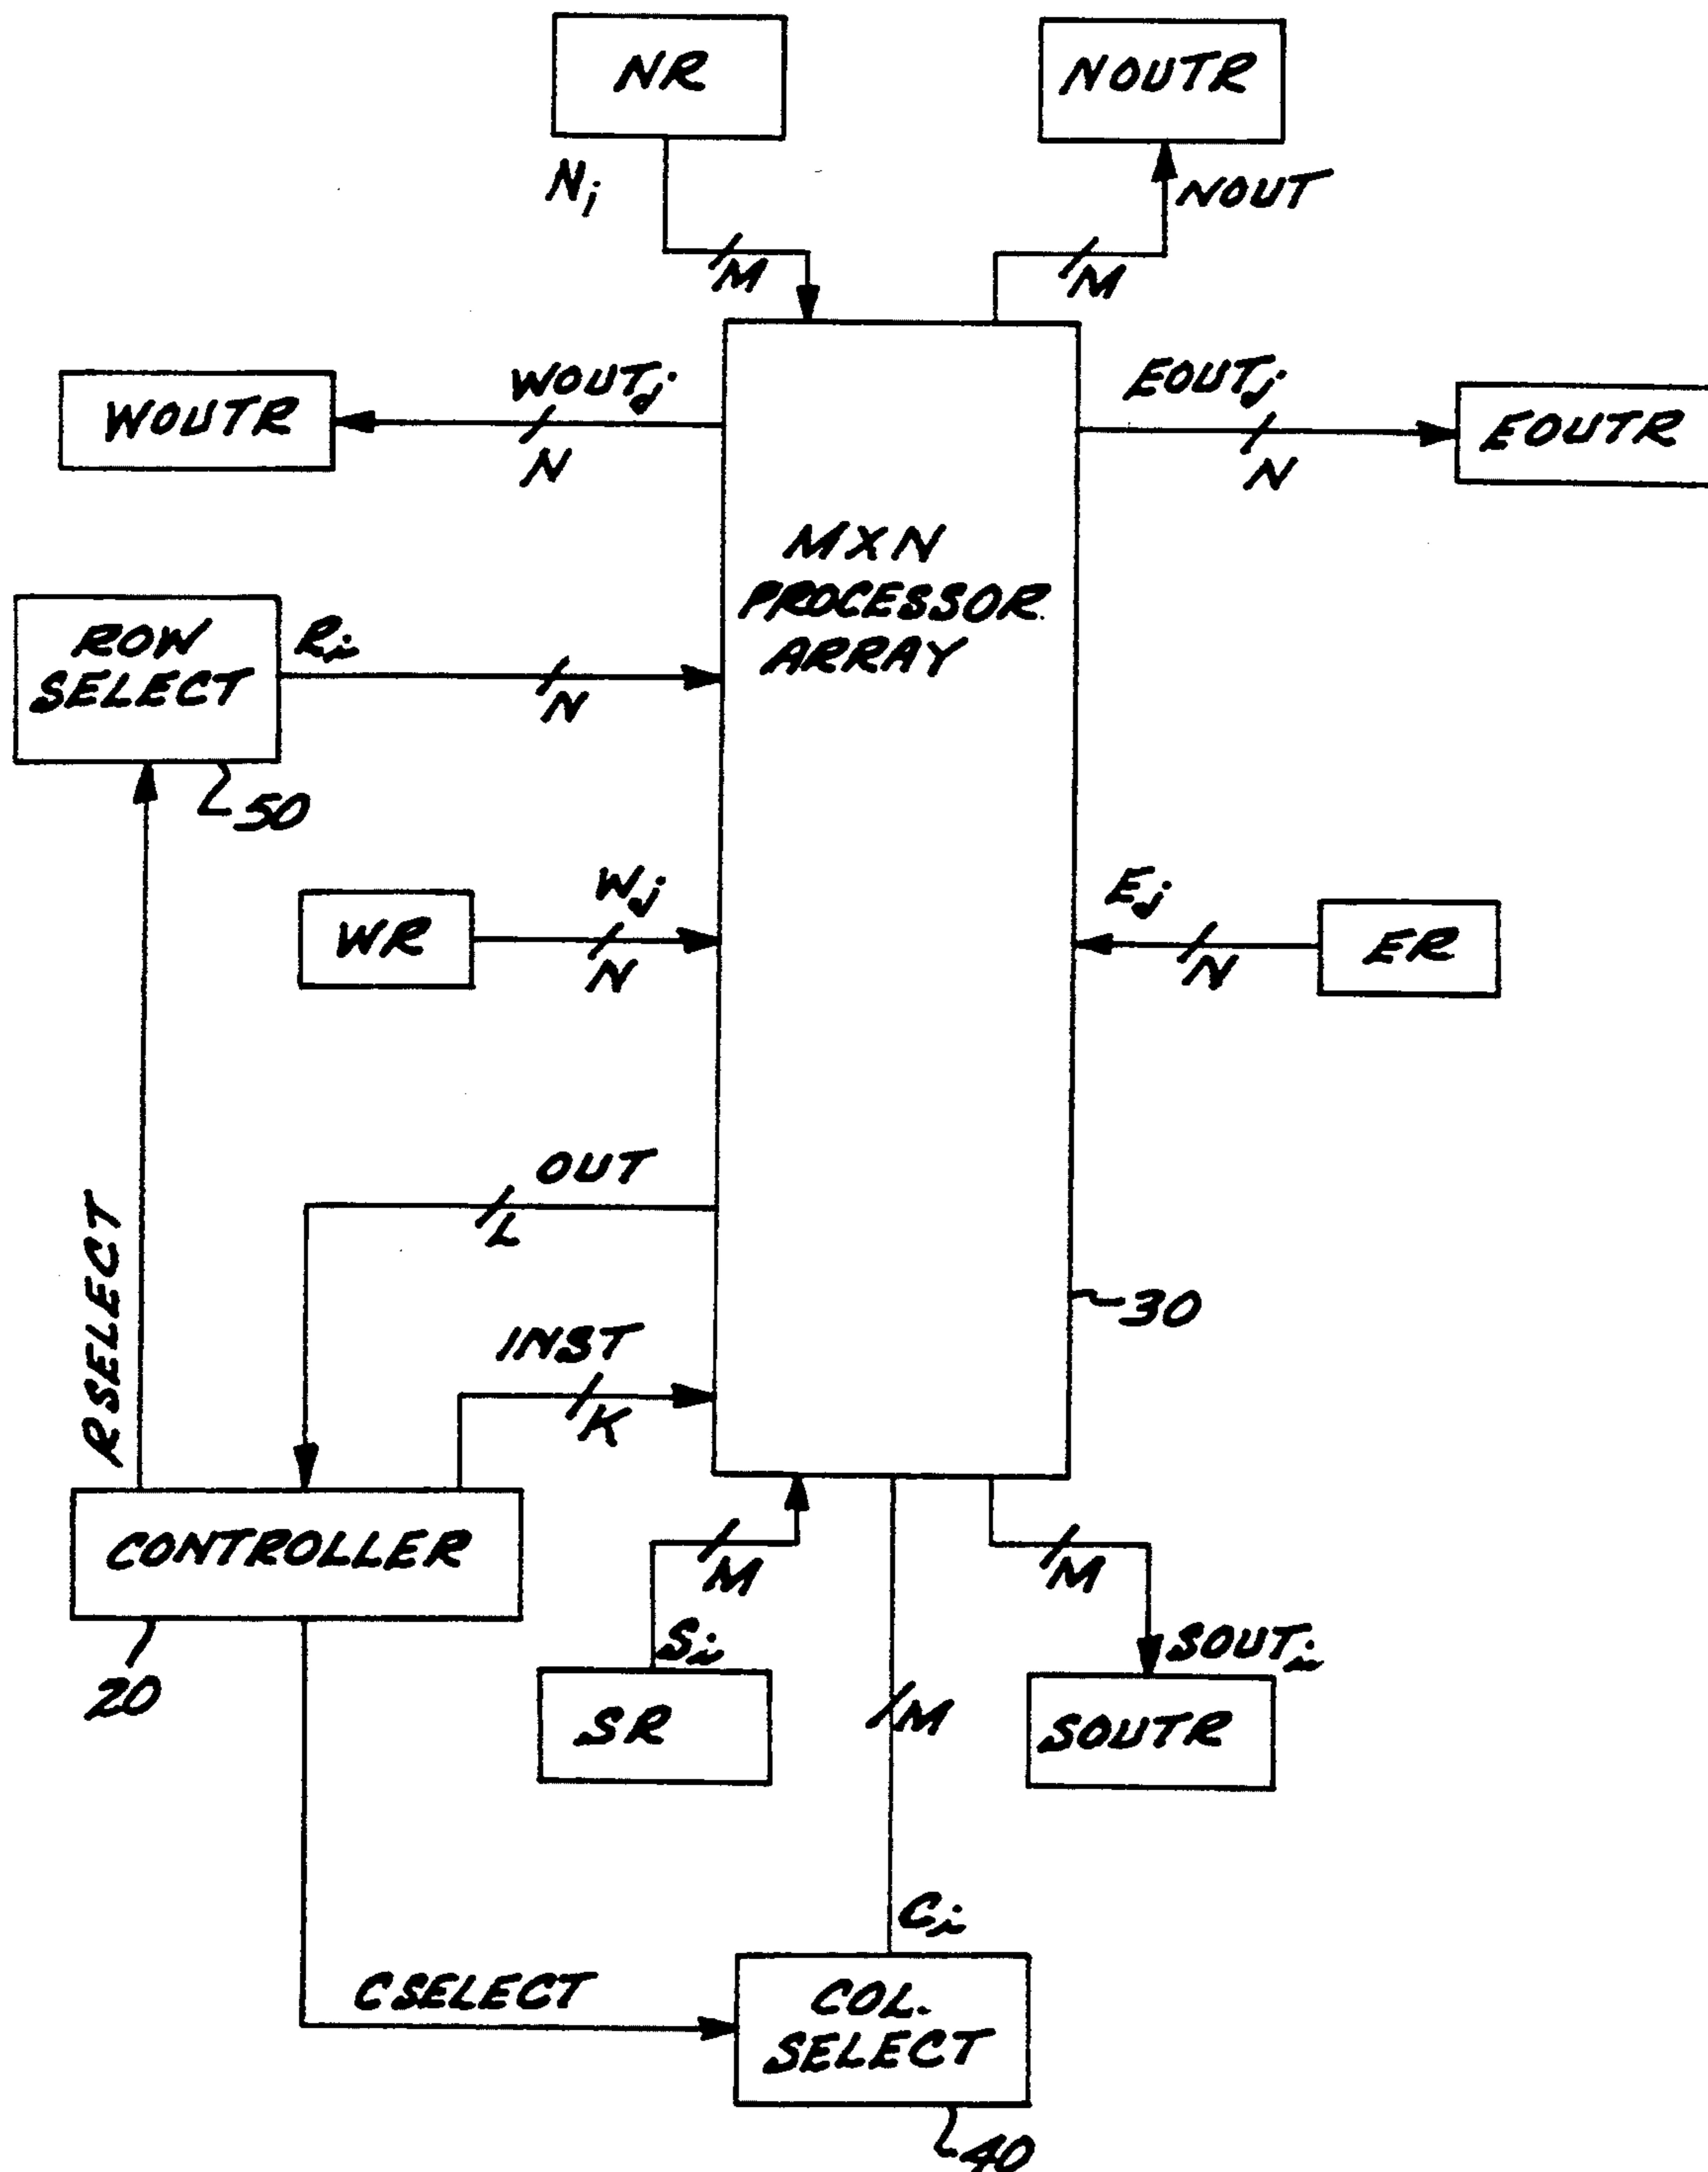 NR
NOUTR
Ni
NOUT
M
M
WOUTj
EOUTj
WOUTR
EOUTR
N
N
MXN
PROCESSOR
ARRAY
ROW
SELECT
Ri
N
50
Wj
Ej
WR
ER
N
N
OUT
L
30
RSELECT
INST
K
CONTROLLER
M
M
20
Si
SOUTi
SR
M
SOUTR
Ci
CSELECT
COL.
SELECT
40